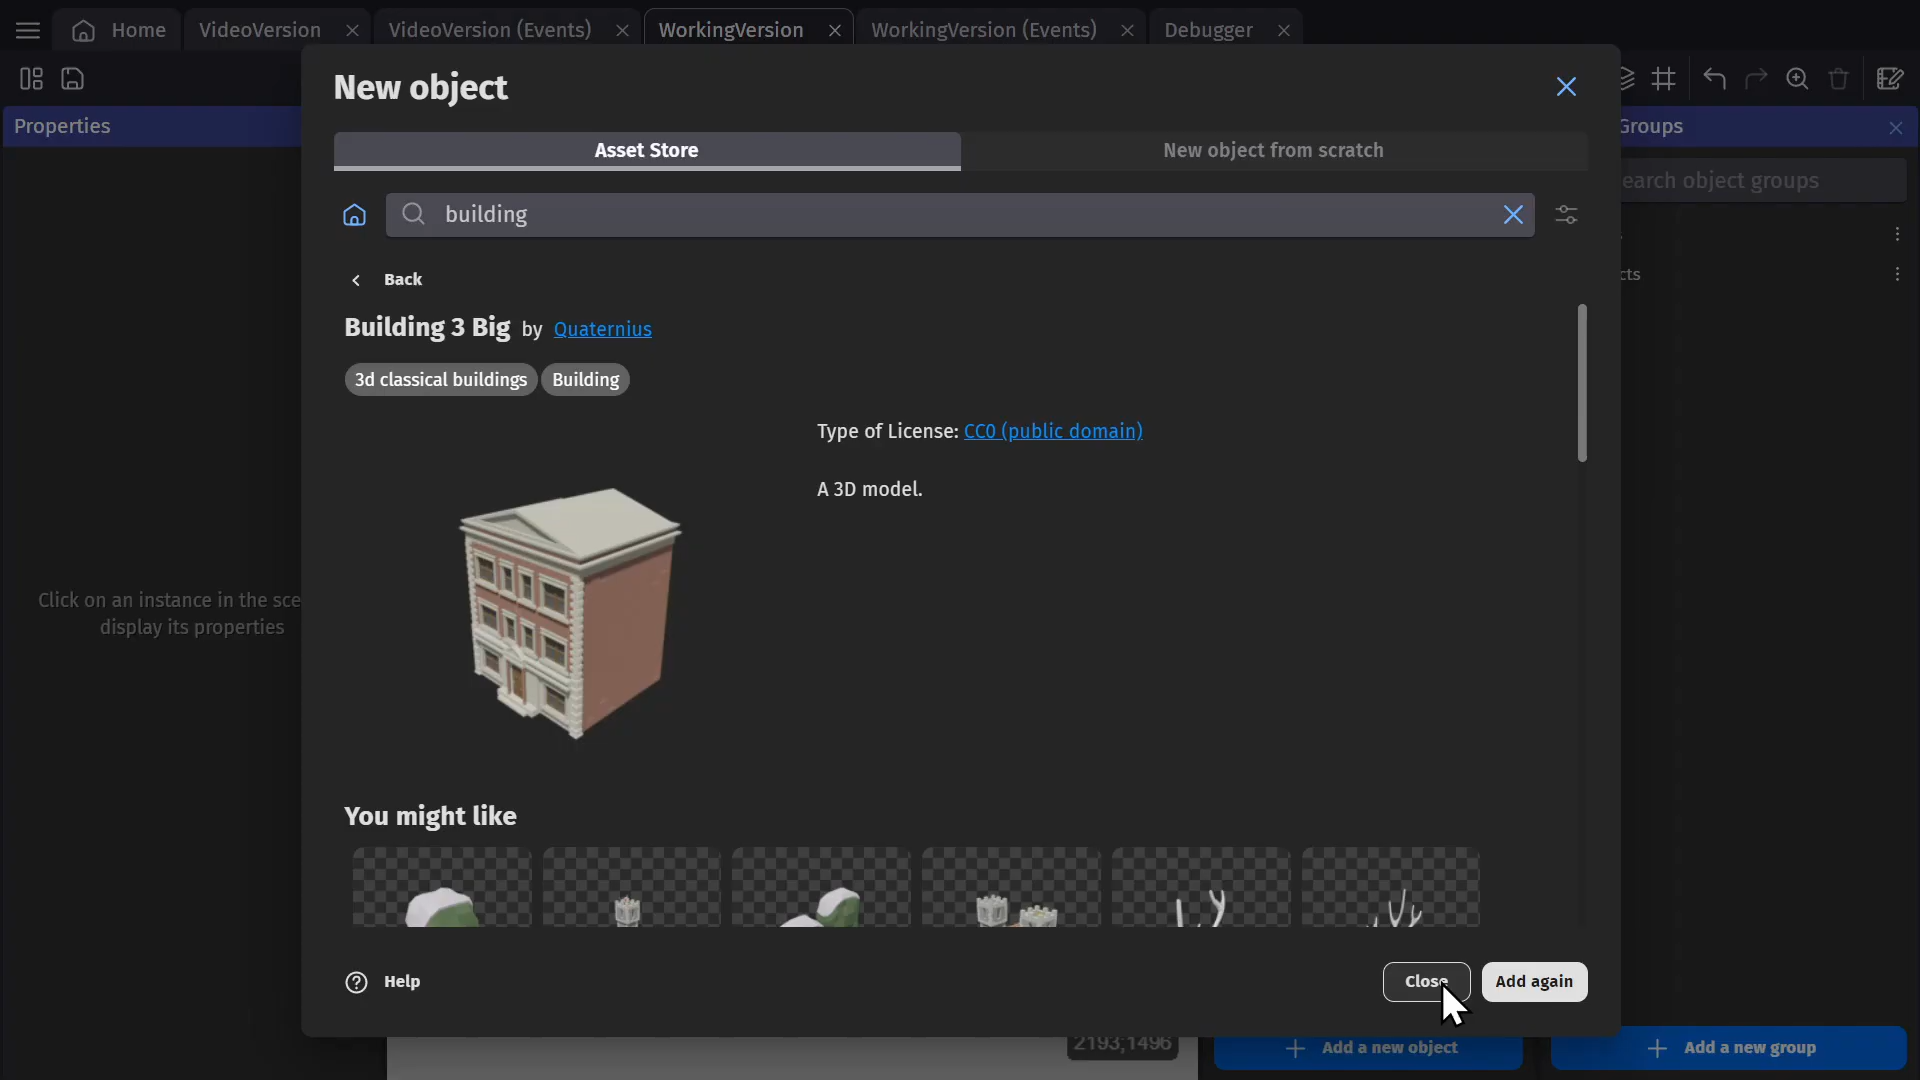 Home
VideoVersion
VideoVersion (Events)
WorkingVersion
WorkingVersion (Events)
Debugger
New object
Properties
Groups
Asset Store
New object from scratch
earch object groups
building
cts
Back
Building 3 Big by Quaternius
3d classical buildings
Building
Type of License: CC0 (public domain)
A 3D model.
Click on an instance in the sce
display its properties
You might like
Help
Close
Add again
2193;1496
Add a new object
Add a new group